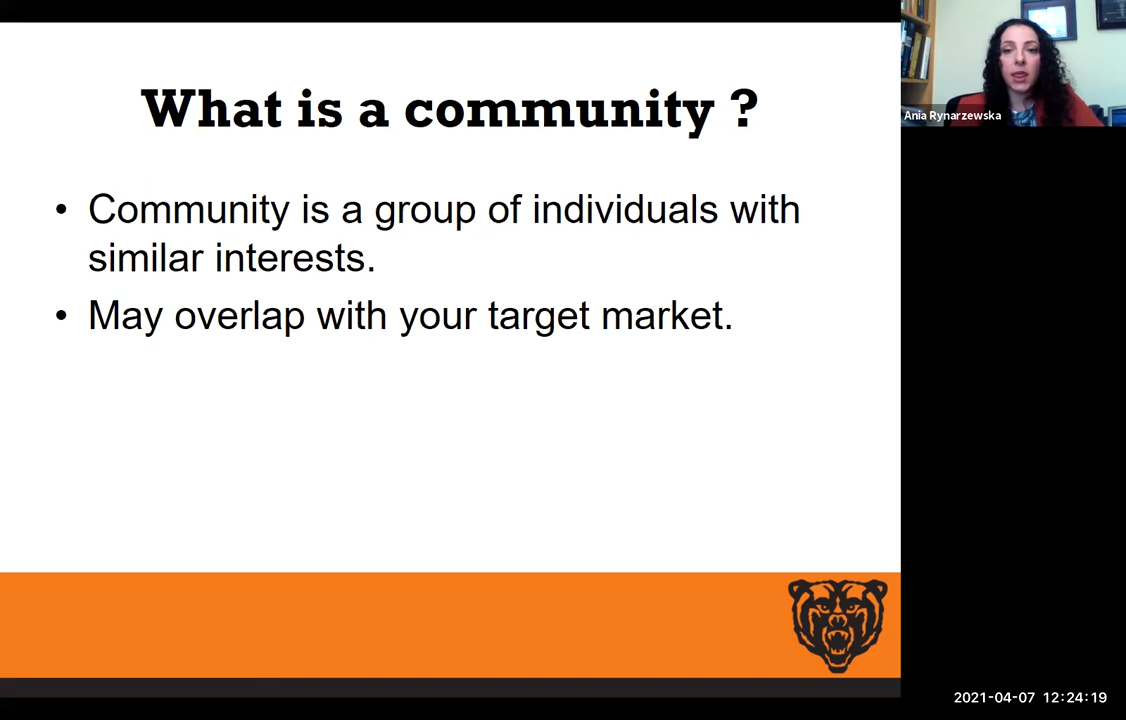 What is a community ?
• Community is a group of individuals with
similar interests.
• May overlap with your target market.
Ania Rynarzewska
2021-04-07 12:24:19